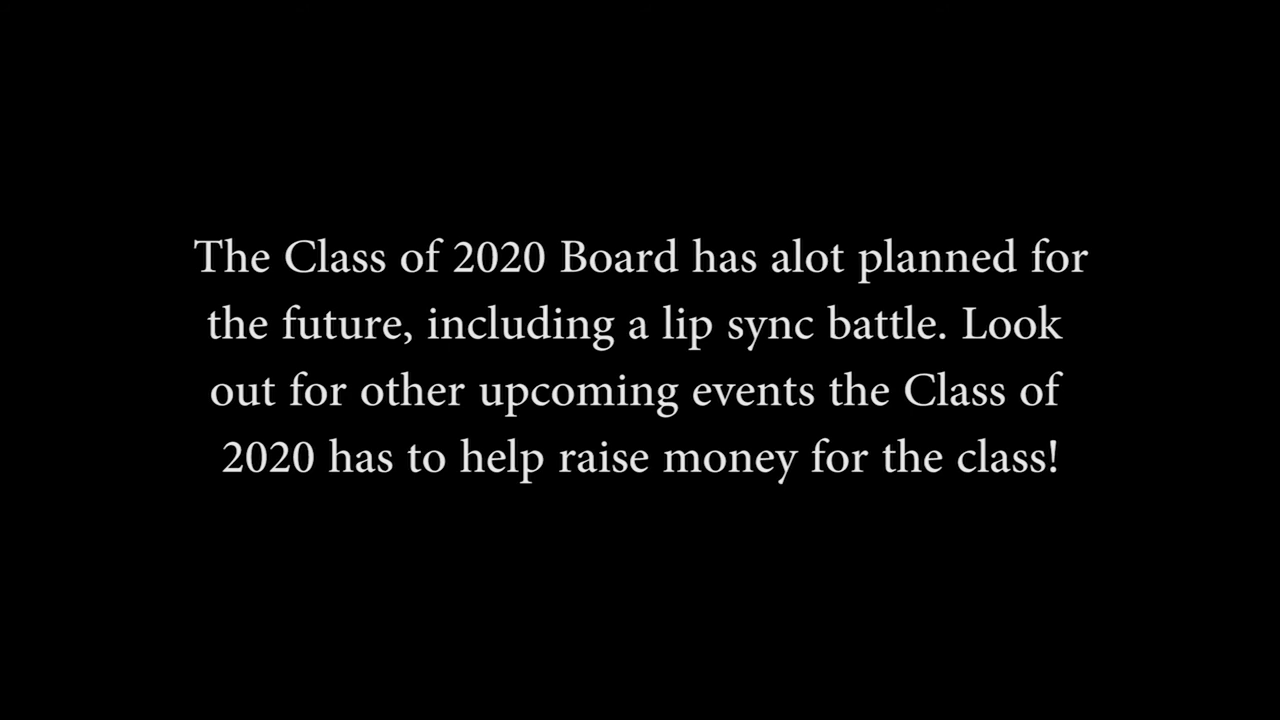 The Class of 2020 Board has alot planned for
the future, including a lip sync battle. Look
out for other upcoming events the Class of
2020 has to help raise money for the class!